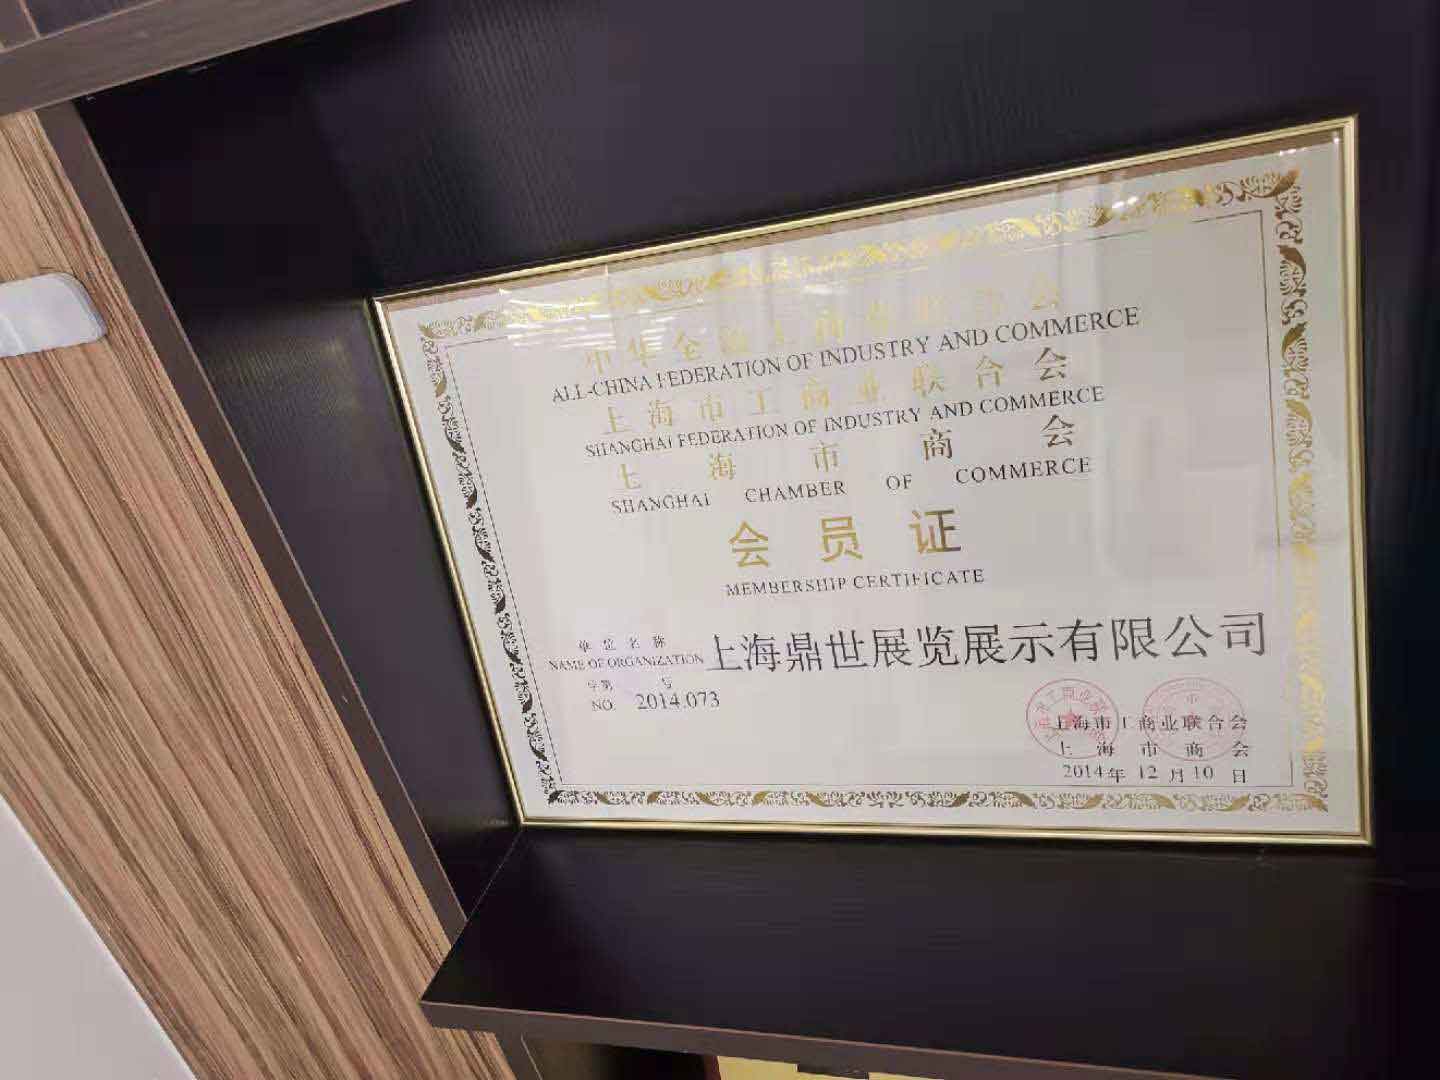 中华全国工商业联合会
ALL-CHINA FEDERATION OF INDUSTRY AND COMMERCE
上海市工商业联合会
SHANGHAI FEDERATION OF INDUSTRY AND COMMERCE
上海市商会
SHANGHAI CHAMBER OF COMMERCE
会员证
MEMBERSHIP CERTIFICATE
单位名称
NAME OF ORGANIZATION 上海鼎世展览展示有限公司
字第 号
NO. 2014.073
上海市工商业联合会
上海市商会
2014年12月10日